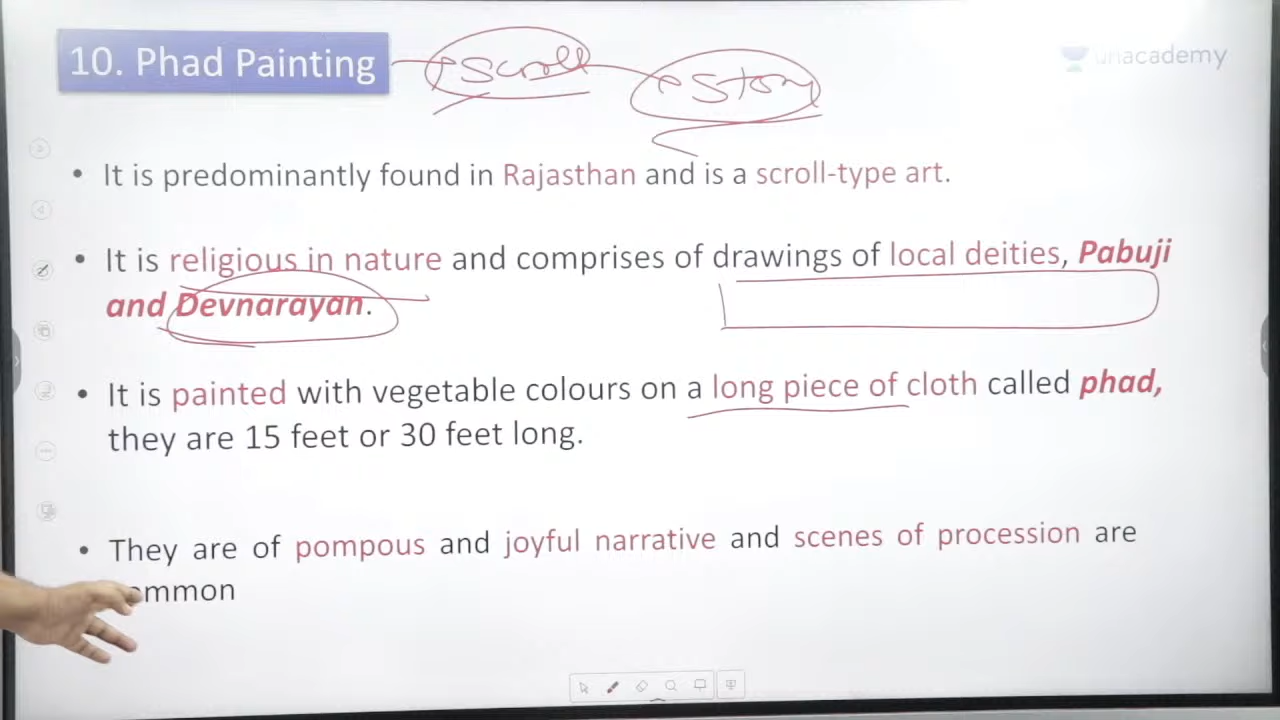 10. Phad Painting
scroll
story
unacademy
• It is predominantly found in Rajasthan and is a scroll-type art.
• It is religious in nature and comprises of drawings of local deities, Pabuji
and Devnarayan.
• It is painted with vegetable colours on a long piece of cloth called phad,
they are 15 feet or 30 feet long.
• They are of pompous and joyful narrative and scenes of procession are